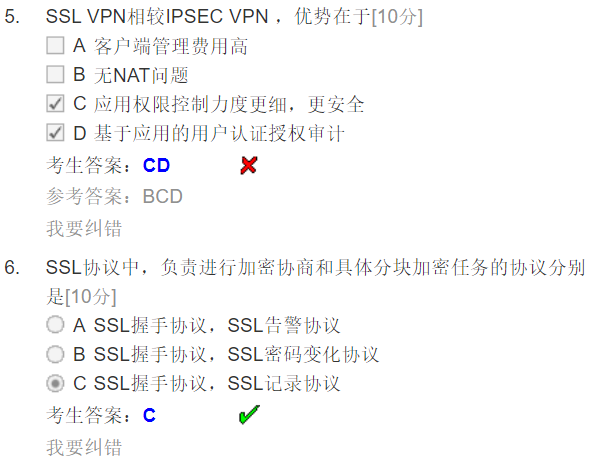 5. SSL VPN相较IPSEC VPN ，优势在于[10分]
A 客户端管理费用高
B 无NAT问题
C 应用权限控制力度更细，更安全
D 基于应用的用户认证授权审计
考生答案：CD
参考答案：BCD
我要纠错
6. SSL协议中，负责进行加密协商和具体分块加密任务的协议分别
是[10分]
A SSL握手协议，SSL告警协议
B SSL握手协议，SSL密码变化协议
C SSL握手协议，SSL记录协议
考生答案：C
我要纠错